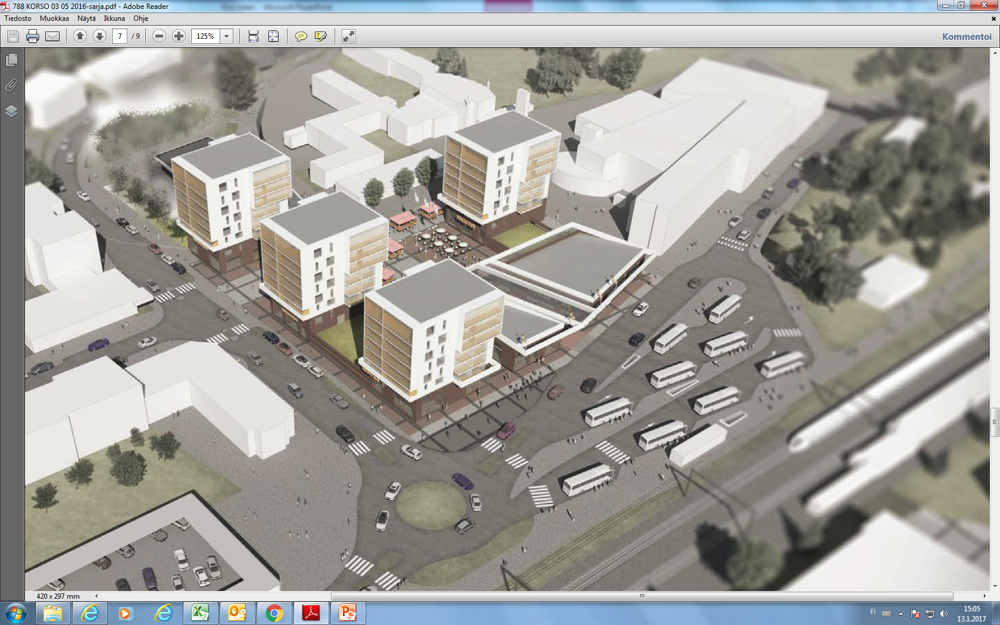 788 KORSO 03 05 2016-sarja.pdf - Adobe Reader
Tiedosto Muokkaa Näytä Ikkuna Ohje
7 / 9 125% Kommentoi
420 x 297 mm
FI 15:05
13.1.2017